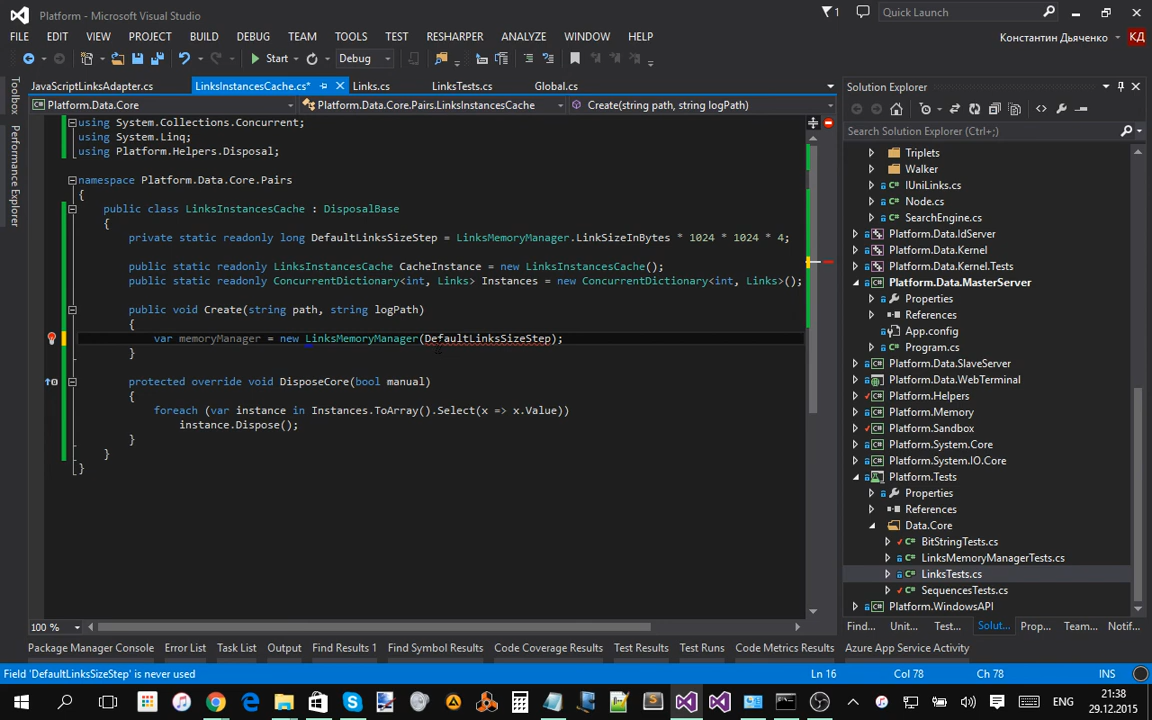 Platform - Microsoft Visual Studio
1
Quick Launch
FILE EDIT VIEW PROJECT BUILD DEBUG TEAM TOOLS TEST RESHARPER ANALYZE WINDOW HELP
Константин Дьяченко КД
Start Debug
JavaScriptLinksAdapter.cs LinksInstancesCache.cs* Links.cs LinksTests.cs Global.cs
Platform.Data.Core Platform.Data.Core.Pairs.LinksInstancesCache Create(string path, string logPath)
Toolbox
Performance Explorer
using System.Collections.Concurrent;
using System.Linq;
using Platform.Helpers.Disposal;
namespace Platform.Data.Core.Pairs
{
public class LinksInstancesCache : DisposalBase
{
private static readonly long DefaultLinksSizeStep = LinksMemoryManager.LinkSizeInBytes * 1024 * 1024 * 4;
public static readonly LinksInstancesCache CacheInstance = new LinksInstancesCache();
public static readonly ConcurrentDictionary<int, Links> Instances = new ConcurrentDictionary<int, Links>();
public void Create(string path, string logPath)
{
var memoryManager = new LinksMemoryManager(DefaultLinksSizeStep);
}
protected override void DisposeCore(bool manual)
{
foreach (var instance in Instances.ToArray().Select(x => x.Value))
instance.Dispose();
}
}
}
100 %
Solution Explorer
Search Solution Explorer (Ctrl+;)
Triplets
Walker
IUniLinks.cs
Node.cs
SearchEngine.cs
Platform.Data.IdServer
Platform.Data.Kernel
Platform.Data.Kernel.Tests
Platform.Data.MasterServer
Properties
References
App.config
Program.cs
Platform.Data.SlaveServer
Platform.Data.WebTerminal
Platform.Helpers
Platform.Memory
Platform.Sandbox
Platform.System.Core
Platform.System.IO.Core
Platform.Tests
Properties
References
Data.Core
BitStringTests.cs
LinksMemoryManagerTests.cs
LinksTests.cs
SequencesTests.cs
Platform.WindowsAPI
Find... Unit... Test... Solut... Prop... Team... Notif...
Package Manager Console Error List Task List Output Find Results 1 Find Symbol Results Code Coverage Results Test Results Test Runs Code Metrics Results Azure App Service Activity
Field 'DefaultLinksSizeStep' is never used Ln 16 Col 78 Ch 78 INS
ENG 21:38
29.12.2015